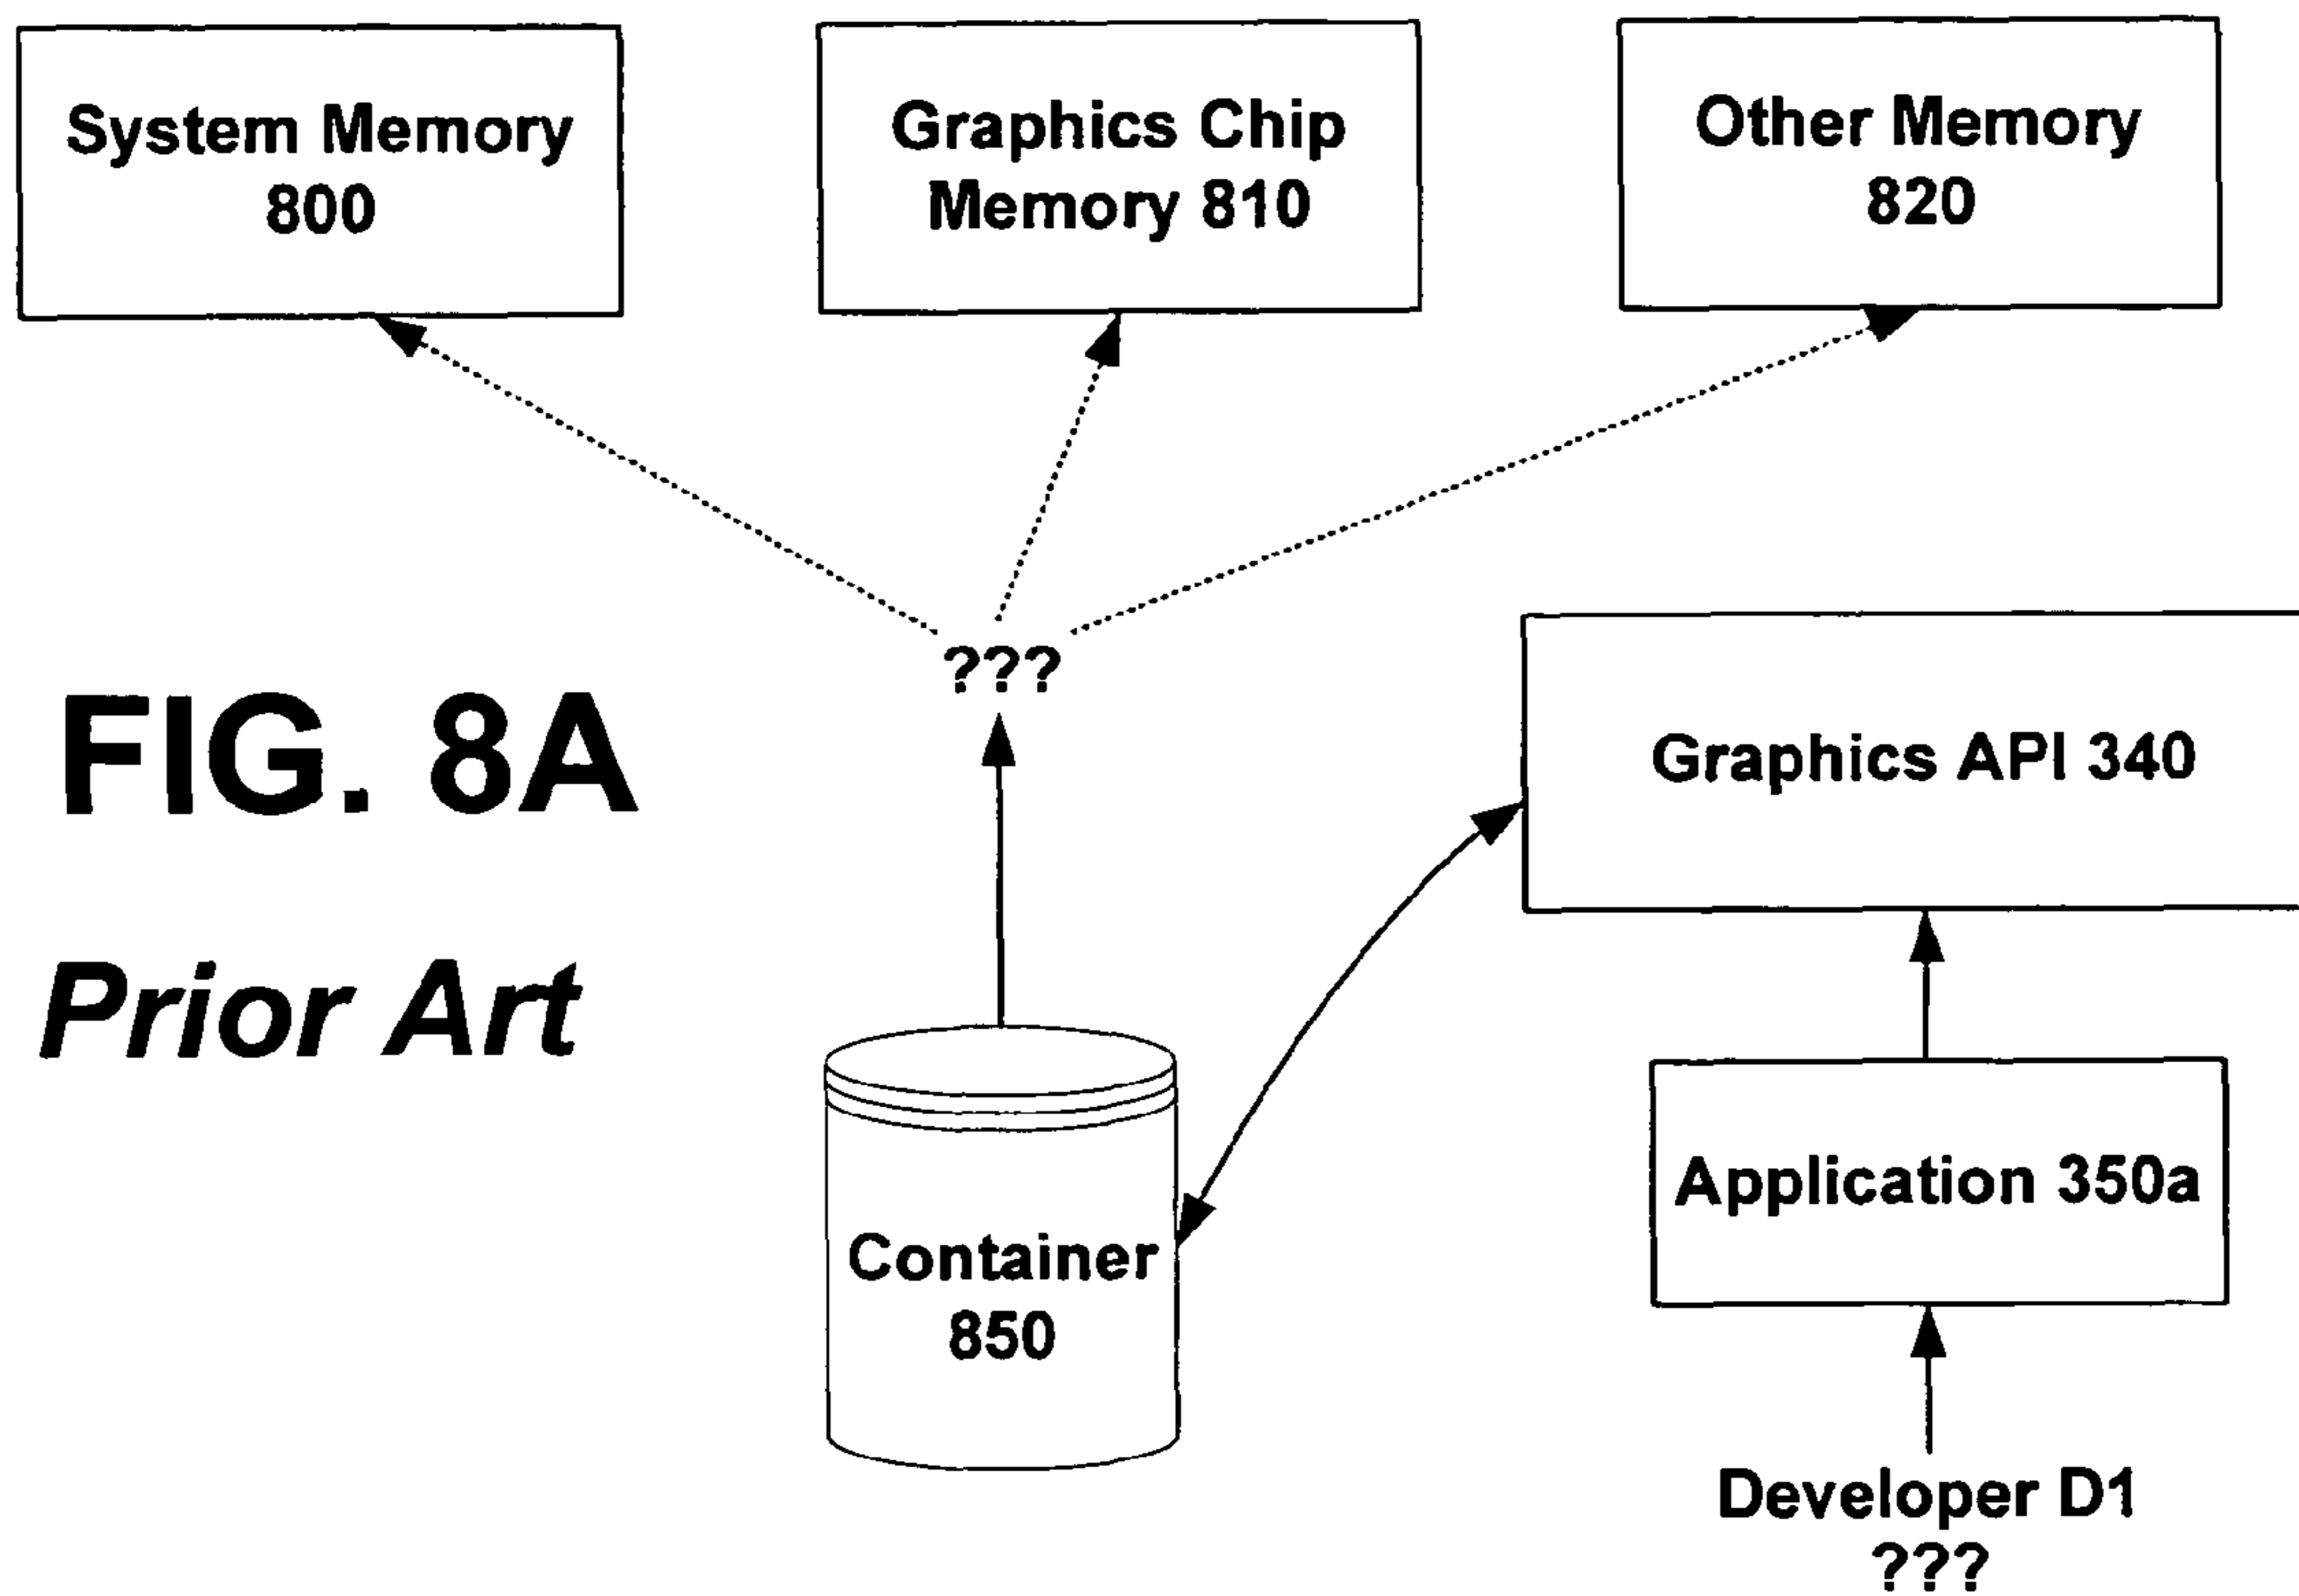 System Memory
800
Graphics Chip
Memory 810
Other Memory
820
???
FIG. 8A
Prior Art
Graphics API 340
Application 350a
Container
850
Developer D1
???